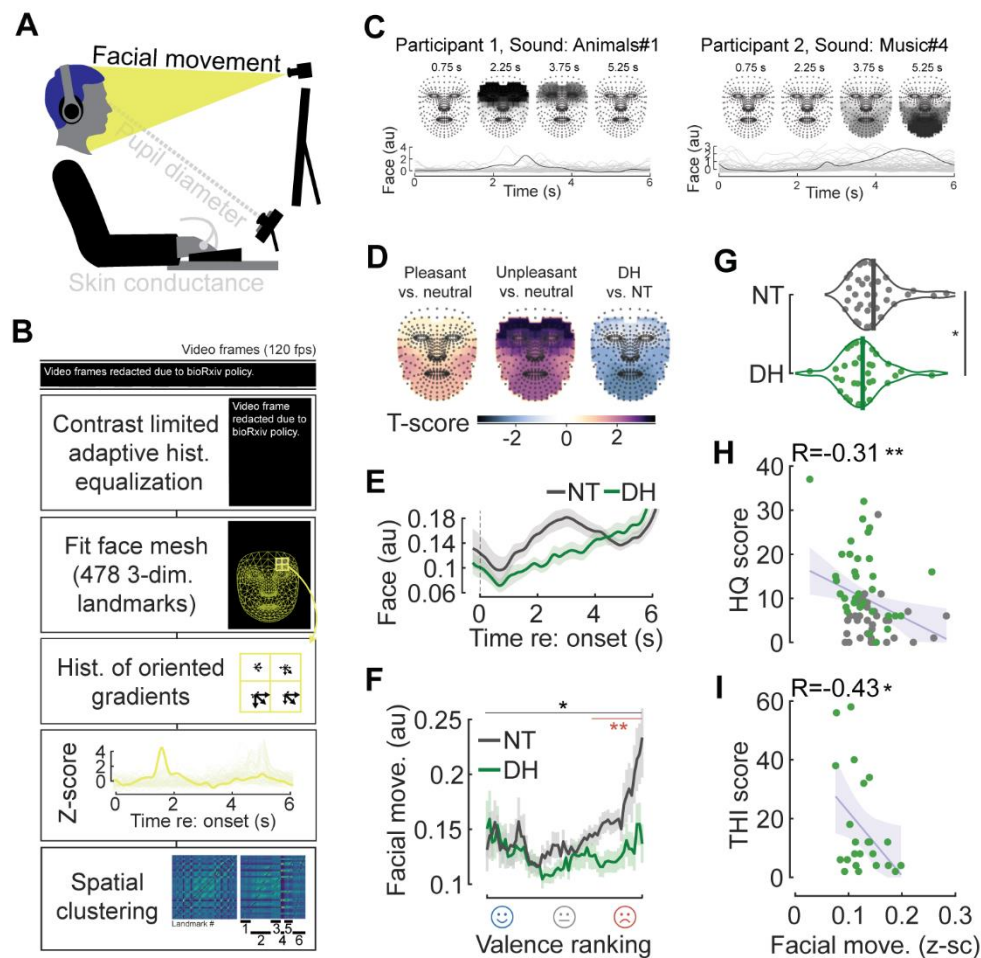 A
Facial movement
Pupil diameter
Skin conductance
B
Video frames (120 fps)
Video frames redacted due to bioRxiv policy.
Contrast limited
adaptive hist.
equalization
Video frame
redacted due to
bioRxiv policy.
Fit face mesh
(478 3-dim.
landmarks)
Hist. of oriented
gradients
Z-score
4
2
0
0 2 4 6
Time re: onset (s)
Spatial
clustering
Landmark #
1 3 5
2 4 6
C
Participant 1, Sound: Animals#1
0.75 s 2.25 s 3.75 s 5.25 s
Face (au)
4
2
0
0 2 4 6
Time (s)
Participant 2, Sound: Music#4
0.75 s 2.25 s 3.75 s 5.25 s
Face (au)
3
2
1
0
0 2 4 6
Time (s)
D
Pleasant
vs. neutral
Unpleasant
vs. neutral
DH
vs. NT
T-score
-2 0 2
E
NT DH
Face (au)
0.18
0.14
0.1
0.06
0 2 4 6
Time re: onset (s)
F
*
**
NT
DH
Facial move. (au)
0.25
0.2
0.15
0.1
Valence ranking
G
NT
DH
*
H
R=-0.31 **
HQ score
40
30
20
10
0
I
R=-0.43 *
THI score
60
40
20
0
0 0.1 0.2 0.3
Facial move. (z-sc)